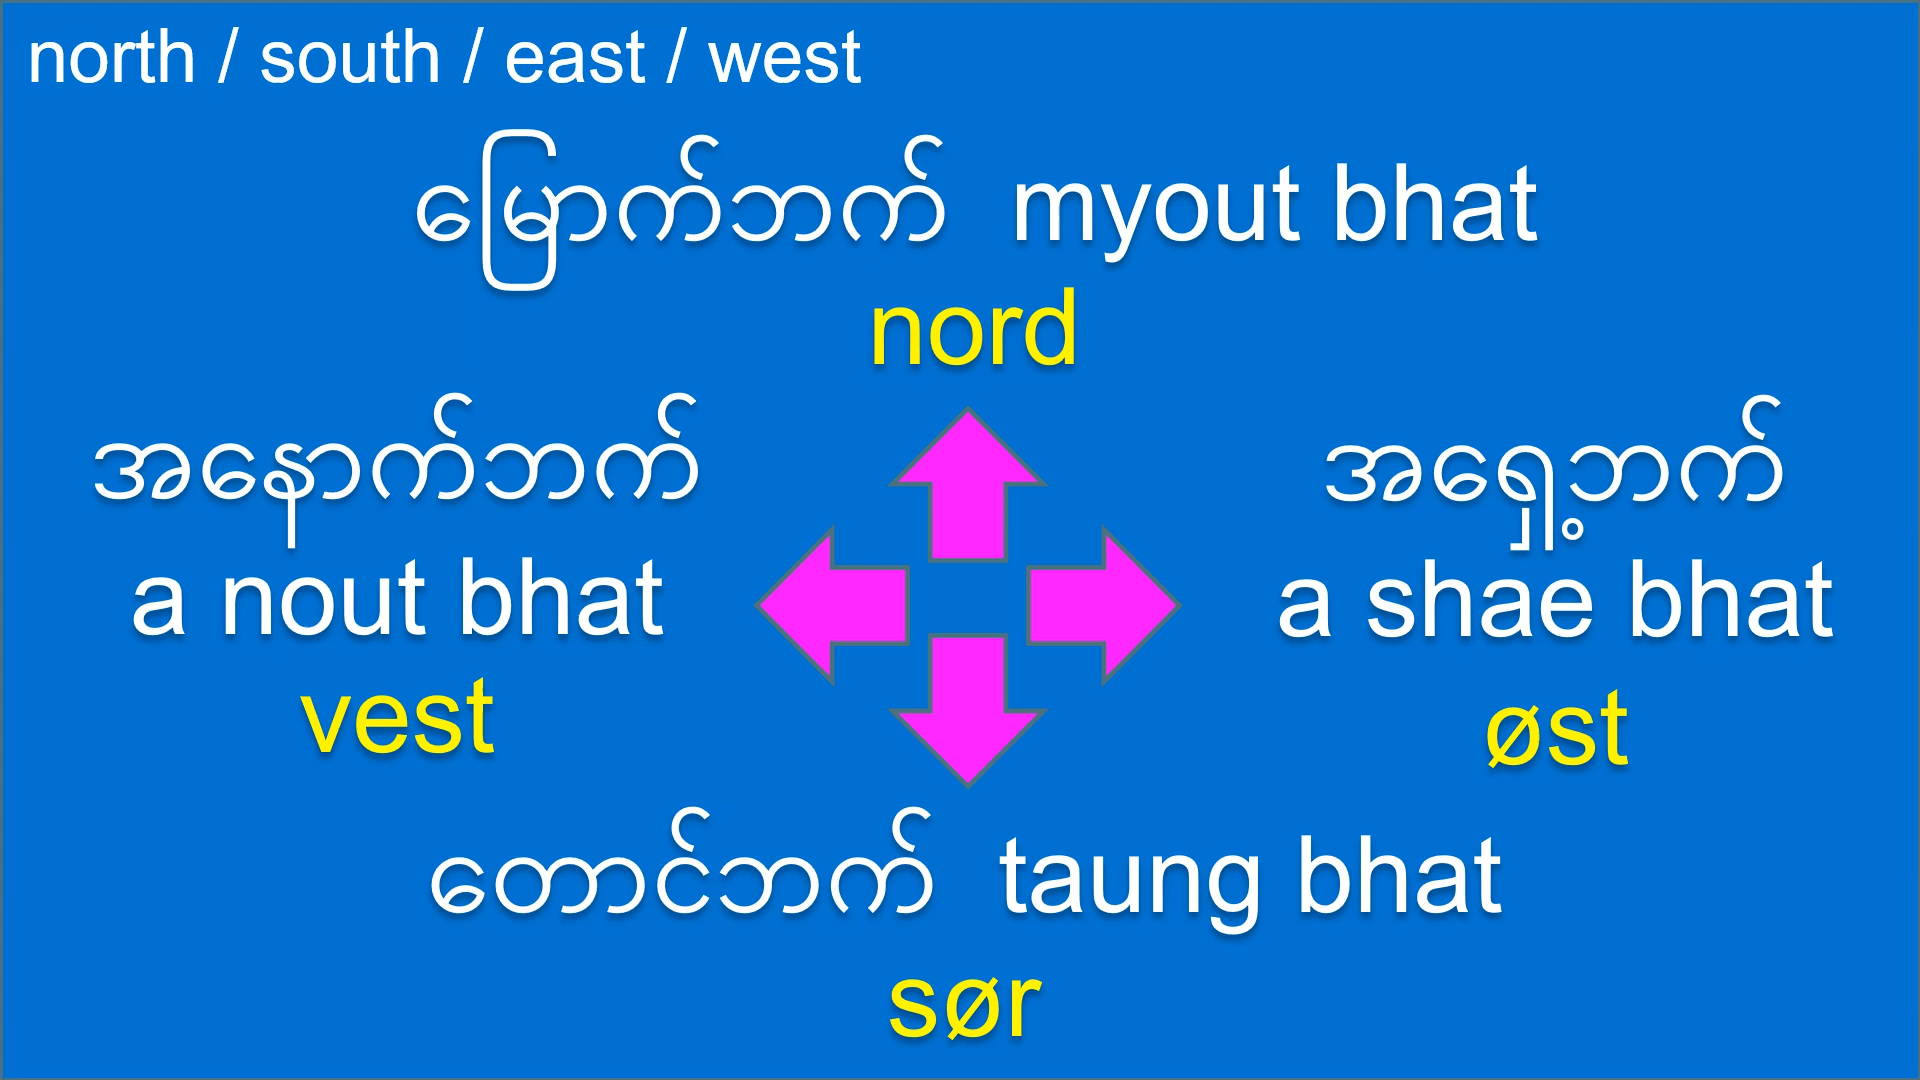 north / south / east / west
မြောက်ဘက် myout bhat
nord
အနောက်ဘက်
a nout bhat
vest
အရှေ့ဘက်
a shae bhat
øst
တောင်ဘက် taung bhat
sør